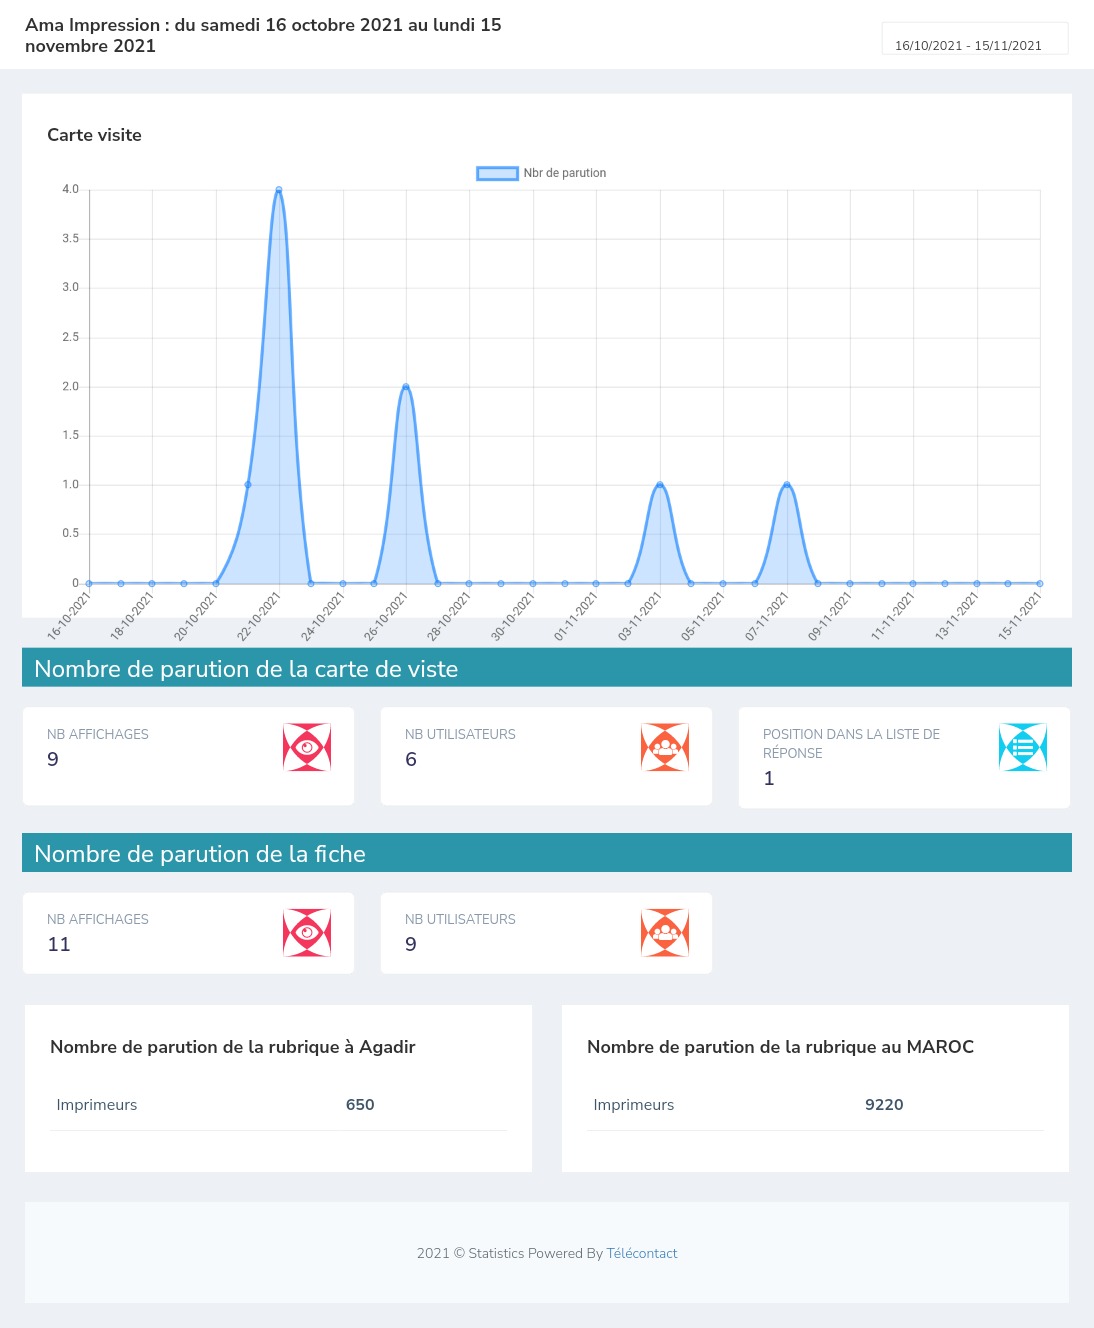 Ama Impression : du samedi 16 octobre 2021 au lundi 15
novembre 2021
16/10/2021 - 15/11/2021
Carte visite
Nbr de parution
4.0
3.5
3.0
2.5
2.0
1.5
1.0
0.5
0
16-10-2021
18-10-2021
20-10-2021
22-10-2021
24-10-2021
26-10-2021
28-10-2021
30-10-2021
01-11-2021
03-11-2021
05-11-2021
07-11-2021
09-11-2021
11-11-2021
13-11-2021
15-11-2021
Nombre de parution de la carte de viste
NB AFFICHAGES
9
NB UTILISATEURS
6
POSITION DANS LA LISTE DE
RÉPONSE
1
Nombre de parution de la fiche
NB AFFICHAGES
11
NB UTILISATEURS
9
Nombre de parution de la rubrique à Agadir
Imprimeurs 650
Nombre de parution de la rubrique au MAROC
Imprimeurs 9220
2021 © Statistics Powered By Télécontact